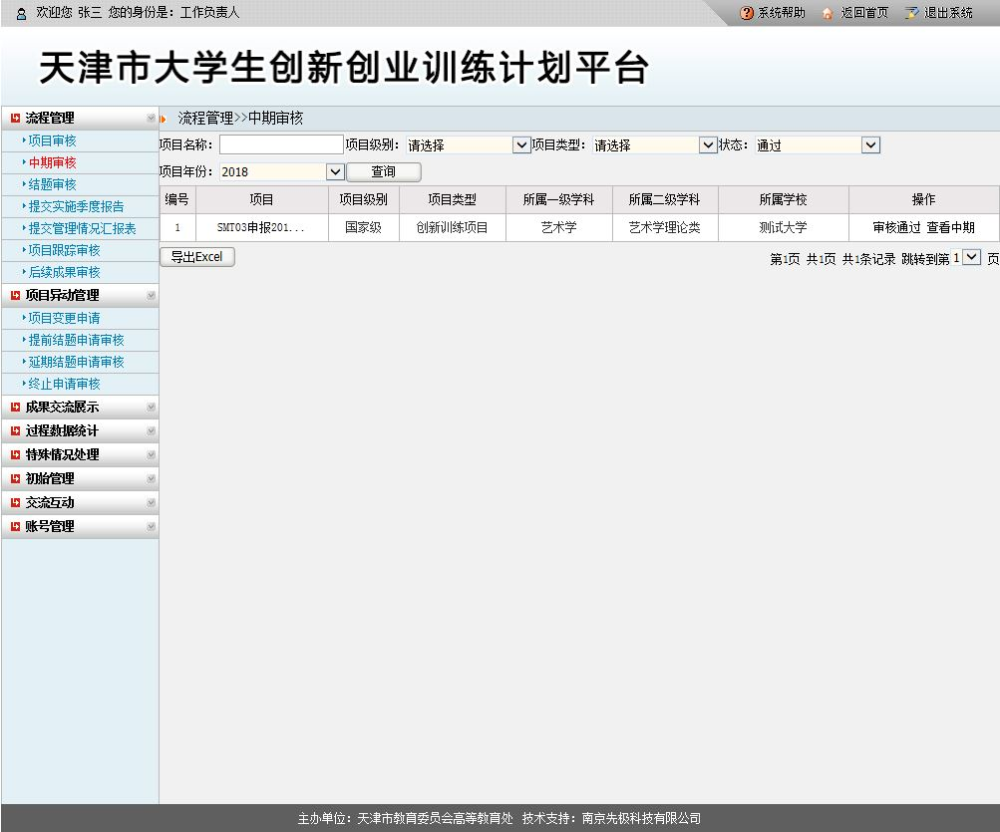 欢迎您 张三 您的身份是：工作负责人 系统帮助 返回首页 退出系统
天津市大学生创新创业训练计划平台
流程管理
项目审核
中期审核
结题审核
提交实施季度报告
提交管理情况汇报表
项目跟踪审核
后续成果审核
项目异动管理
项目变更申请
提前结题申请审核
延期结题申请审核
终止申请审核
成果交流展示
过程数据统计
特殊情况处理
初始管理
交流互动
账号管理
流程管理>>中期审核
项目名称： 项目级别： 请选择 项目类型： 请选择 状态： 通过
项目年份： 2018 查询
编号 项目 项目级别 项目类型 所属一级学科 所属二级学科 所属学校 操作
1 SMT03申报201... 国家级 创新训练项目 艺术学 艺术学理论类 测试大学 审核通过 查看中期
导出Excel 第1页 共1页 共1条记录 跳转到第 1 页
主办单位：天津市教育委员会高等教育处 技术支持：南京先极科技有限公司